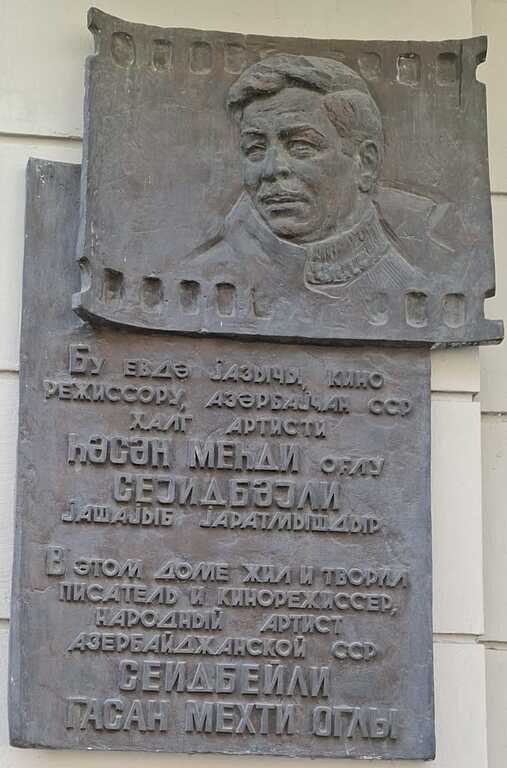 Бу евдә јазычы, кино
режиссору, Азәрбајҹан ССР
халг артисти
Һәсән Меһди оғлу
Сејидбәјли
јашајыб јаратмышдыр
В этом доме жил и творил
писатель и кинорежиссер,
народный артист
Азербайджанской ССР
Сеидбейли
Гасан Мехти оглы